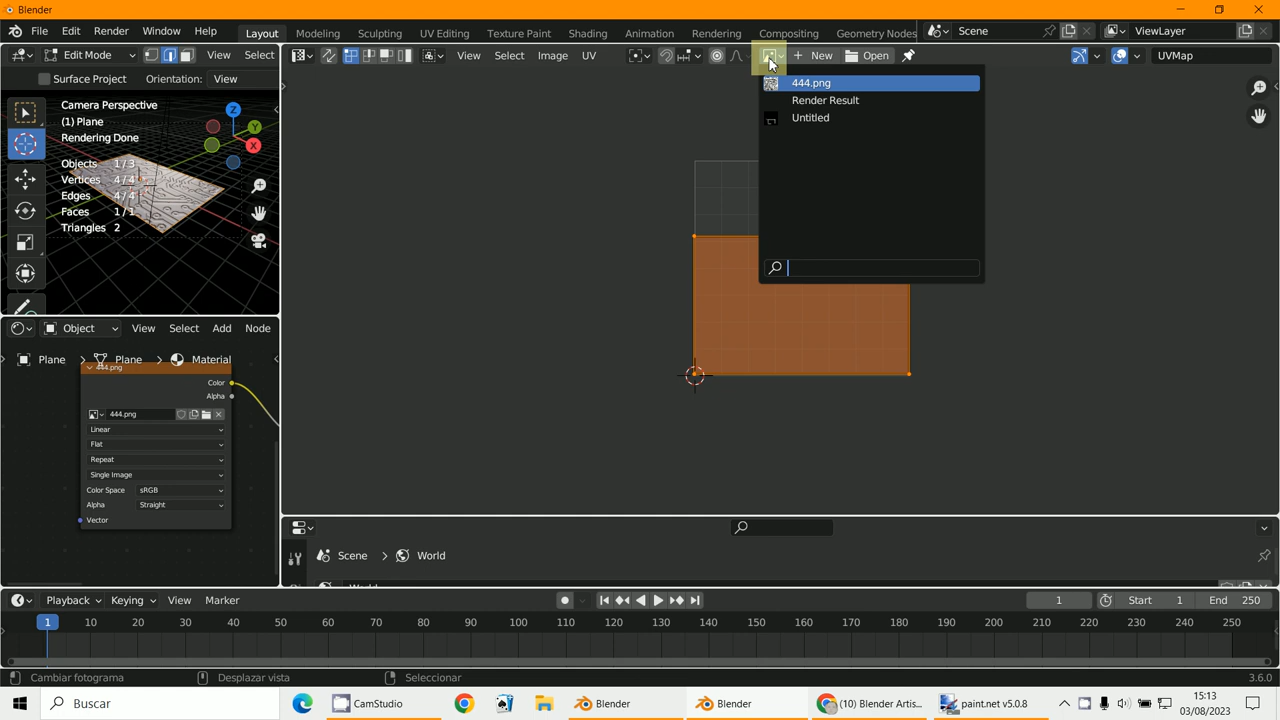 Blender
File Edit Render Window Help Layout Modeling Sculpting UV Editing Texture Paint Shading Animation Rendering Compositing Scene ViewLayer
Edit Mode View Select View Select Image UV New Open UVMap
Surface Project Orientation: View
444.png
Render Result
Untitled
Camera Perspective
(1) Plane
Rendering Done
Objects 1/3
Vertices 4/4
Edges 4/4
Faces 1/1
Triangles 2
Z
Y
X
Object View Select Add Node
Plane > Plane > Material
444.png
Color
Alpha
444.png
Linear
Flat
Repeat
Single Image
Color Space sRGB
Alpha Straight
Vector
Scene > World
World
Playback Keying View Marker 1 Start 1 End 250
1 10 20 30 40 50 60 70 80 90 100 110 120 130 140 150 160 170 180 190 200 210 220 230 240 250
Cambiar fotograma Desplazar vista Seleccionar 3.6.0
Buscar CamStudio Blender Blender (10) Blender Artis... paint.net v5.0.8
15:13
03/08/2023